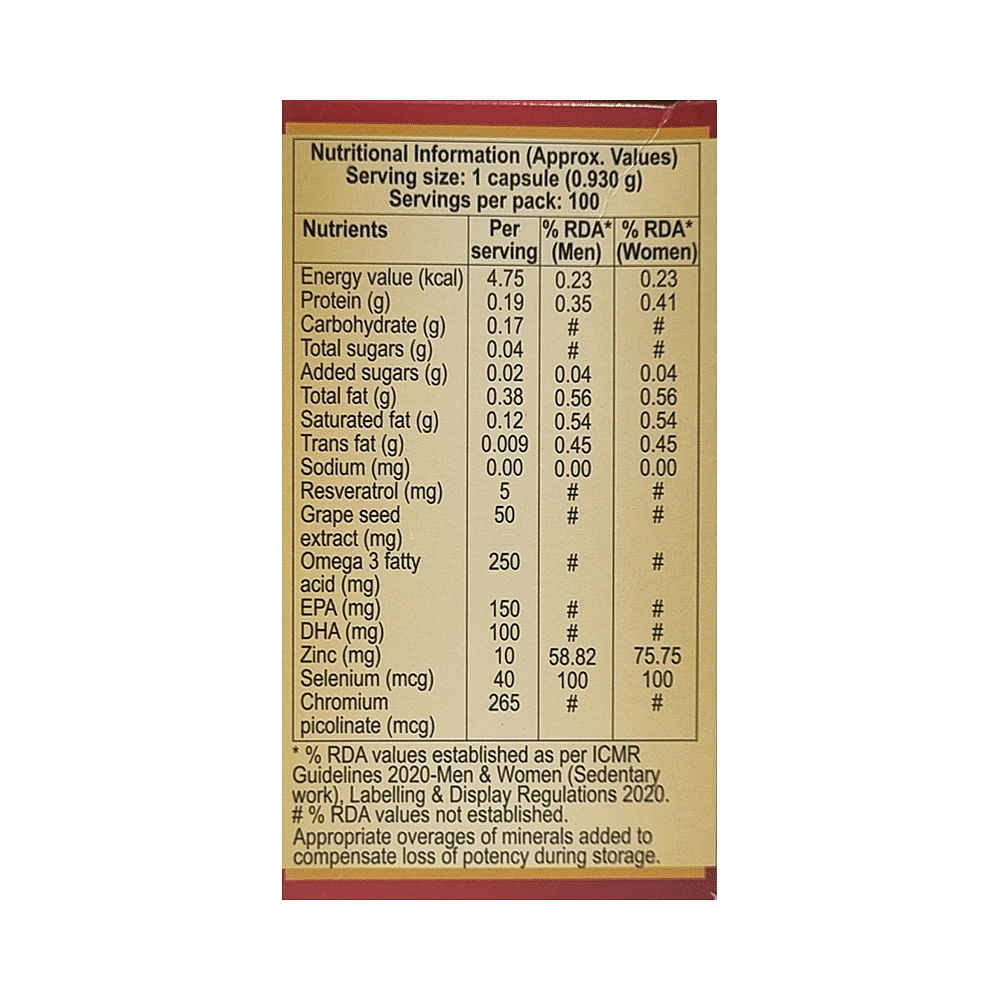 Nutritional Information (Approx. Values)
Serving size: 1 capsule (0.930 g)
Servings per pack: 100
Nutrients Per serving % RDA* (Men) % RDA* (Women)
Energy value (kcal) 4.75 0.23 0.23
Protein (g) 0.19 0.35 0.41
Carbohydrate (g) 0.17 # #
Total sugars (g) 0.04 # #
Added sugars (g) 0.02 0.04 0.04
Total fat (g) 0.38 0.56 0.56
Saturated fat (g) 0.12 0.54 0.54
Trans fat (g) 0.009 0.45 0.45
Sodium (mg) 0.00 0.00 0.00
Resveratrol (mg) 5 # #
Grape seed 50 # #
extract (mg)
Omega 3 fatty 250 # #
acid (mg)
EPA (mg) 150 # #
DHA (mg) 100 # #
Zinc (mg) 10 58.82 75.75
Selenium (mcg) 40 100 100
Chromium 265 # #
picolinate (mcg)
* % RDA values established as per ICMR
Guidelines 2020-Men & Women (Sedentary
work), Labelling & Display Regulations 2020.
# % RDA values not established.
Appropriate overages of minerals added to
compensate loss of potency during storage.